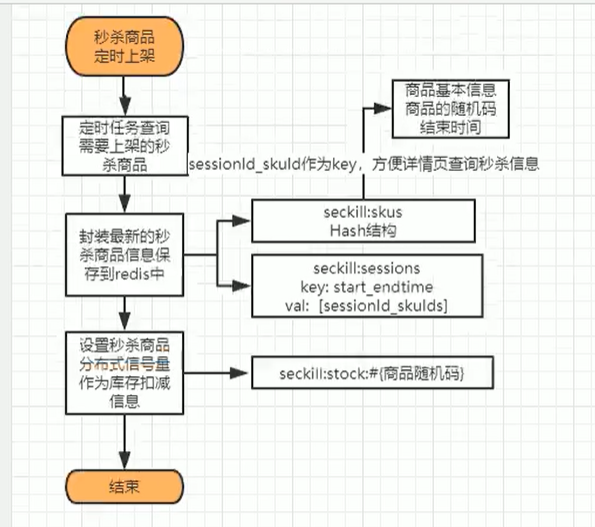 秒杀商品
定时上架
商品基本信息
商品的随机码
结束时间
定时任务查询
需要上架的秒
杀商品
sessionId_skuId作为key，方便详情页查询秒杀信息
seckill:skus
Hash结构
封装最新的秒
杀商品信息保
存到redis中
seckill:sessions
key: start_endtime
val: [sessionId_skuIds]
设置秒杀商品
分布式信号量
作为库存扣减
信息
seckill:stock:#{商品随机码}
结束